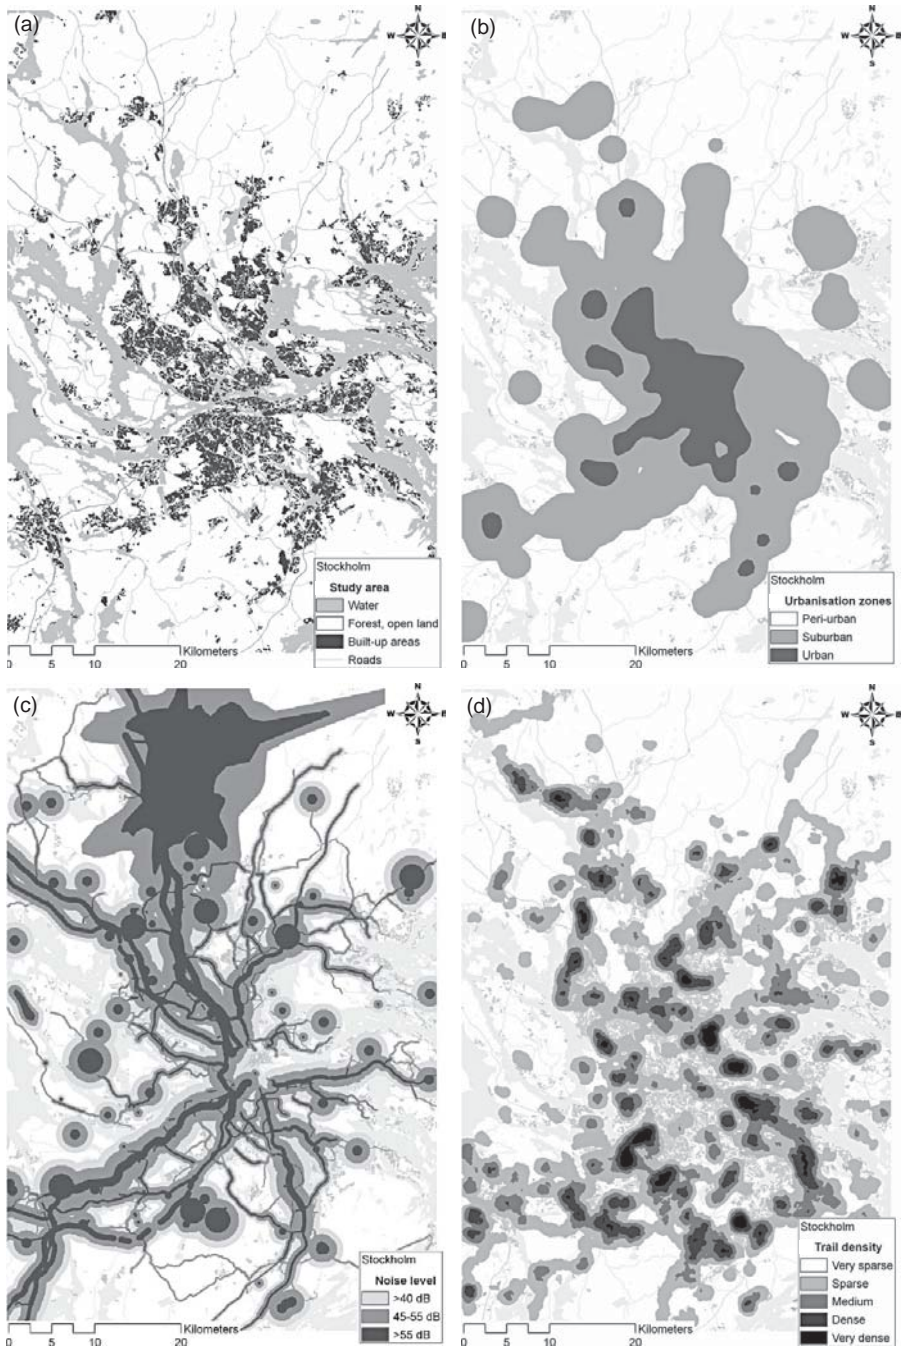 (a)
N
W E
S
Stockholm
Study area
Water
Forest, open land
Built-up areas
Roads
Kilometers
0 5 10 20
(b)
N
W E
S
Stockholm
Urbanisation zones
Peri-urban
Suburban
Urban
Kilometers
0 5 10 20
(c)
N
W E
S
Stockholm
Noise level
>40 dB
45-55 dB
>55 dB
Kilometers
0 5 10 20
(d)
N
W E
S
Stockholm
Trail density
Very sparse
Sparse
Medium
Dense
Very dense
Kilometers
0 5 10 20